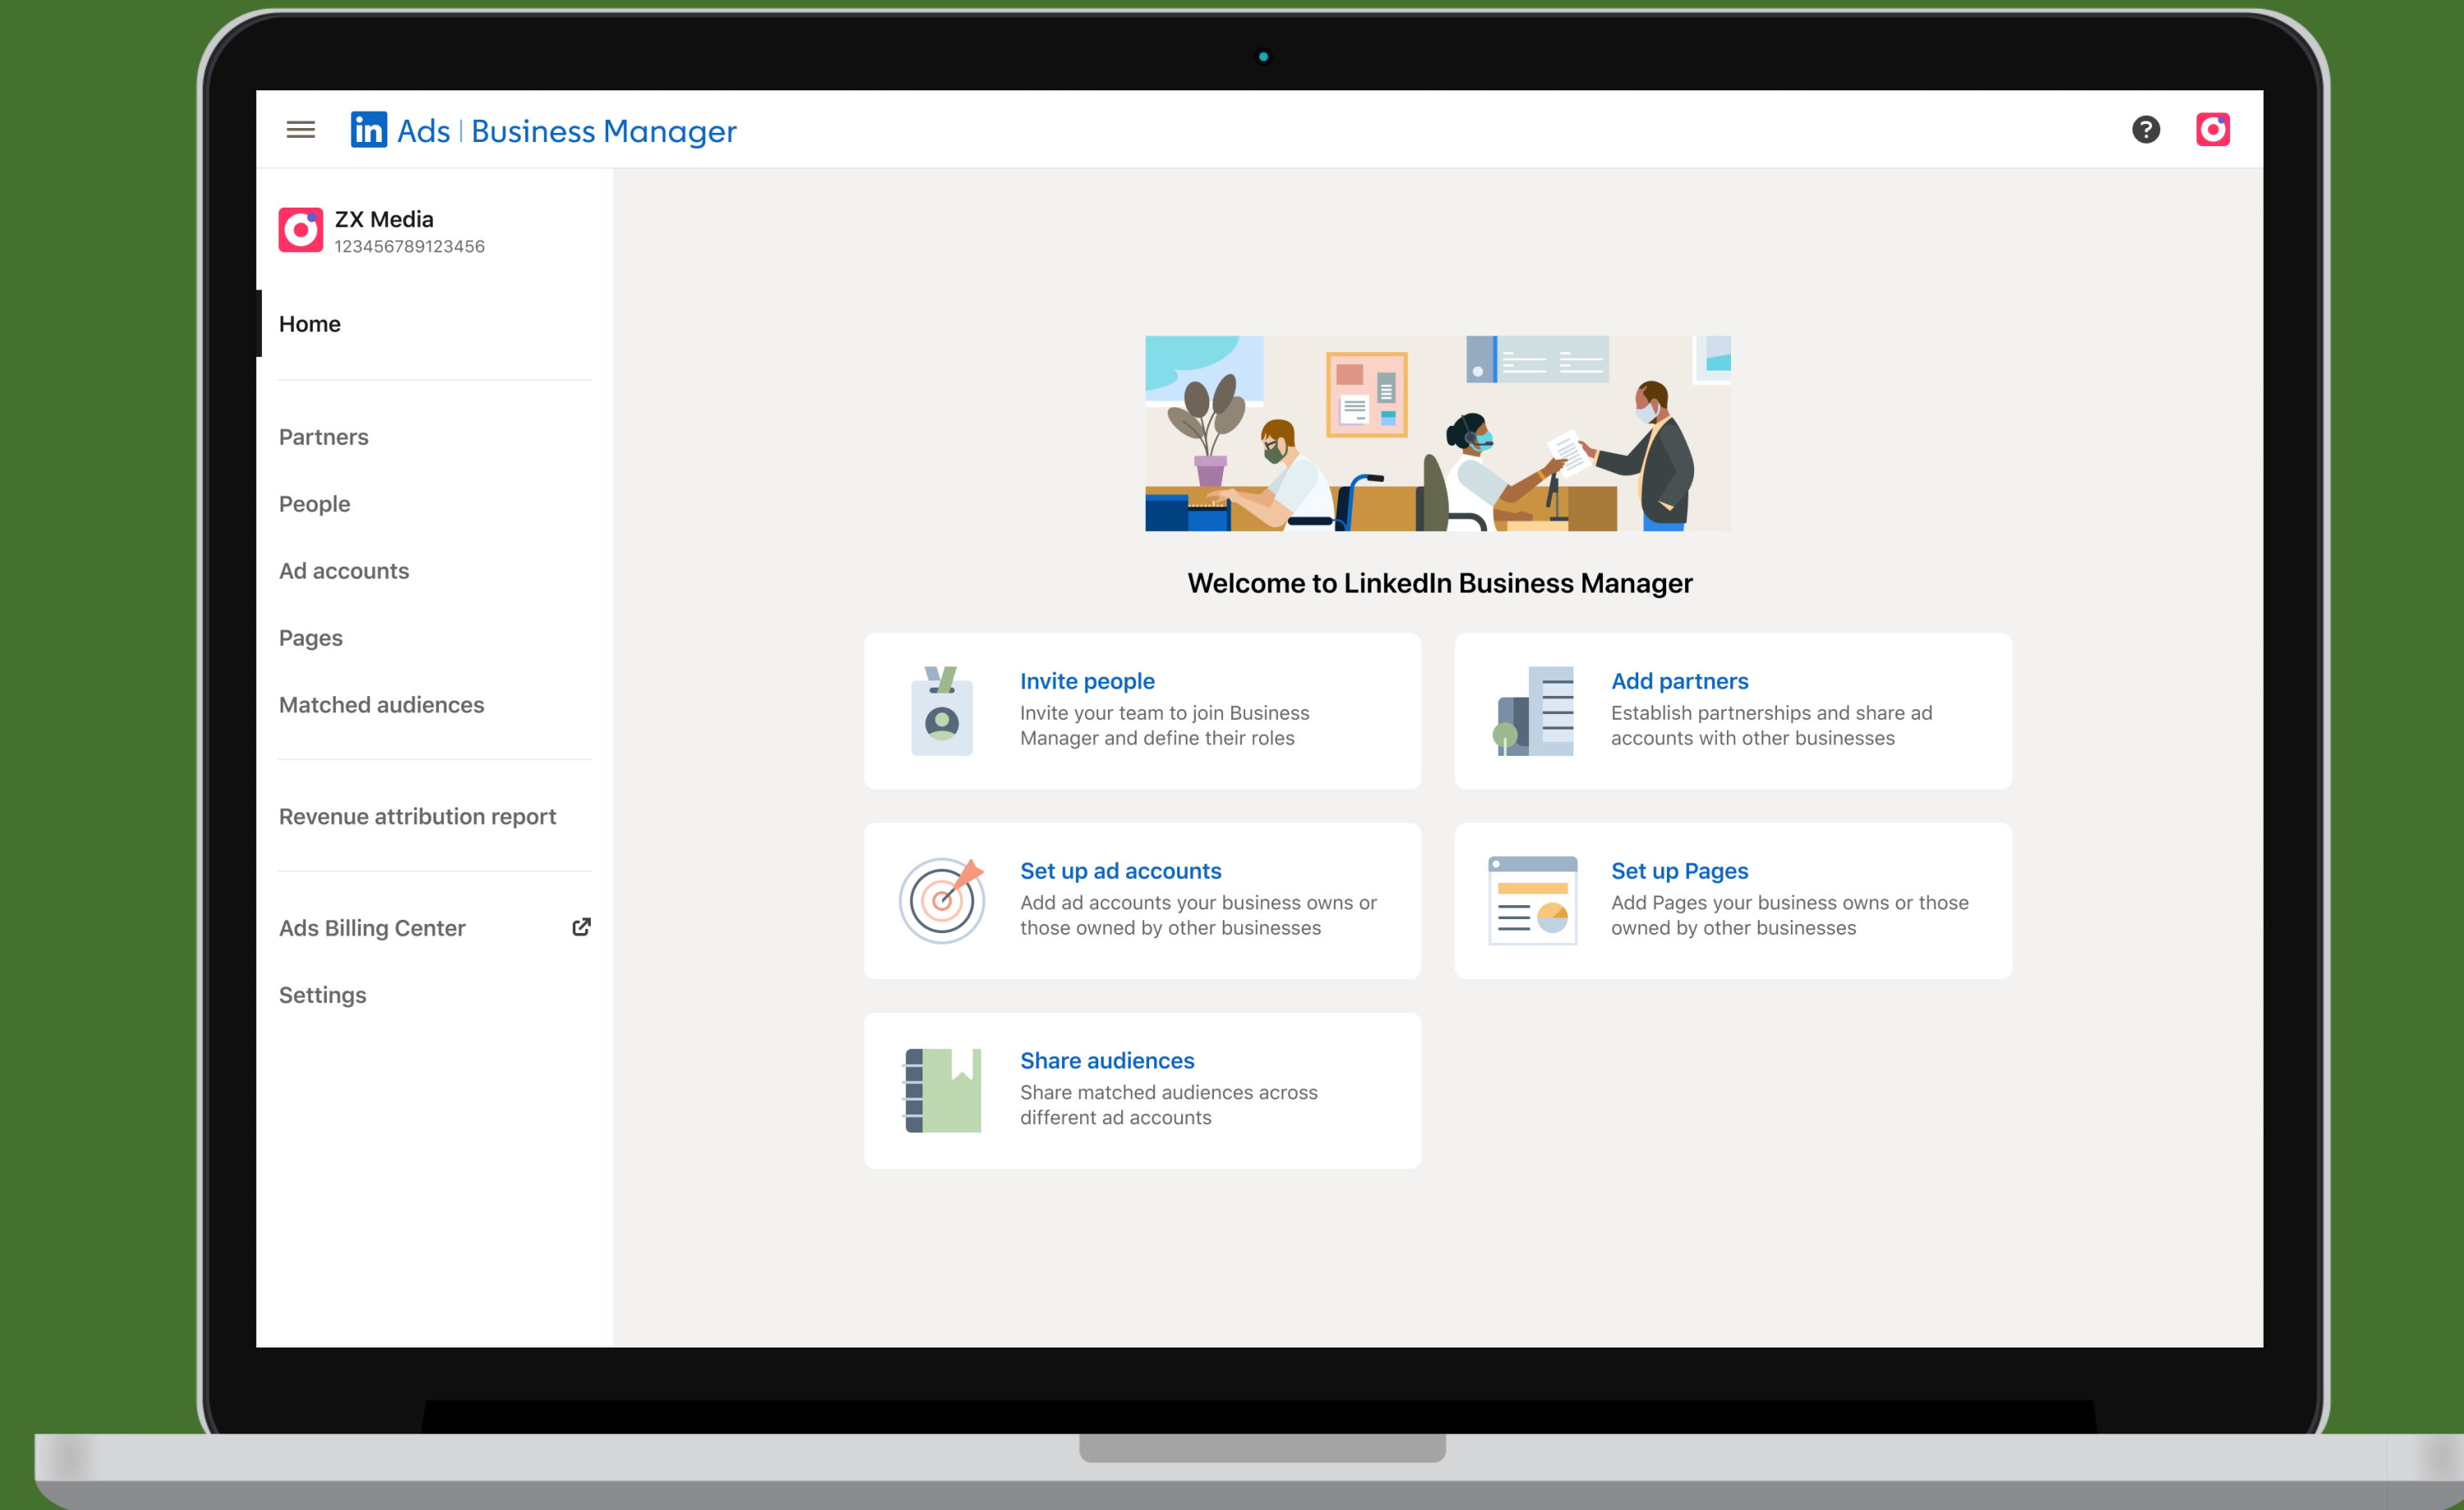 in Ads | Business Manager
?
ZX Media
123456789123456
Home
Partners
People
Ad accounts
Pages
Matched audiences
Revenue attribution report
Ads Billing Center
Settings
Welcome to LinkedIn Business Manager
Invite people
Invite your team to join Business
Manager and define their roles
Add partners
Establish partnerships and share ad
accounts with other businesses
Set up ad accounts
Add ad accounts your business owns or
those owned by other businesses
Set up Pages
Add Pages your business owns or those
owned by other businesses
Share audiences
Share matched audiences across
different ad accounts